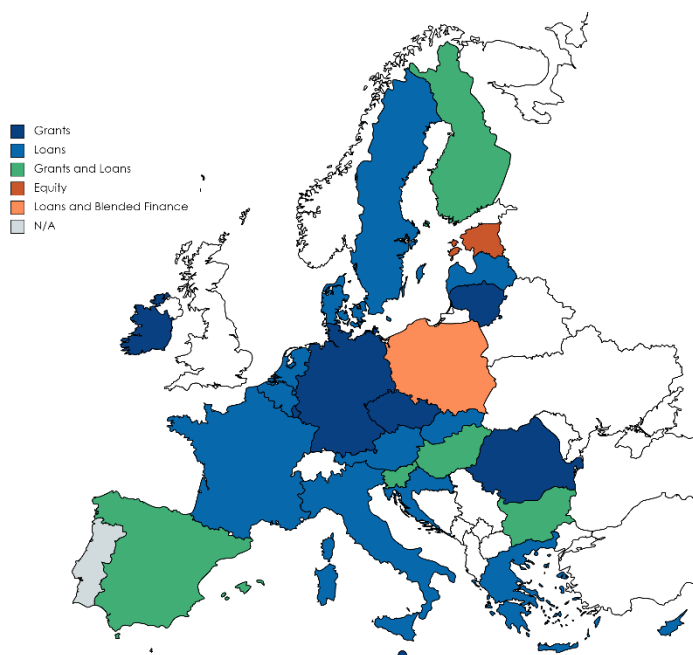 Grants
Loans
Grants and Loans
Equity
Loans and Blended Finance
N/A